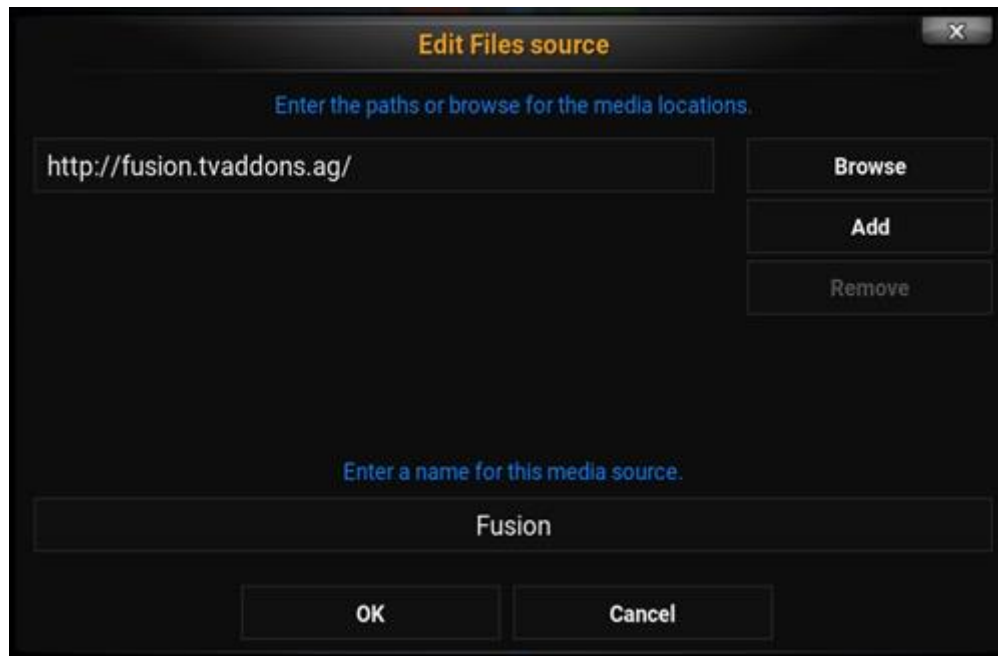 Edit Files source
X
Enter the paths or browse for the media locations.
http://fusion.tvaddons.ag/
Browse
Add
Remove
Enter a name for this media source.
Fusion
OK
Cancel